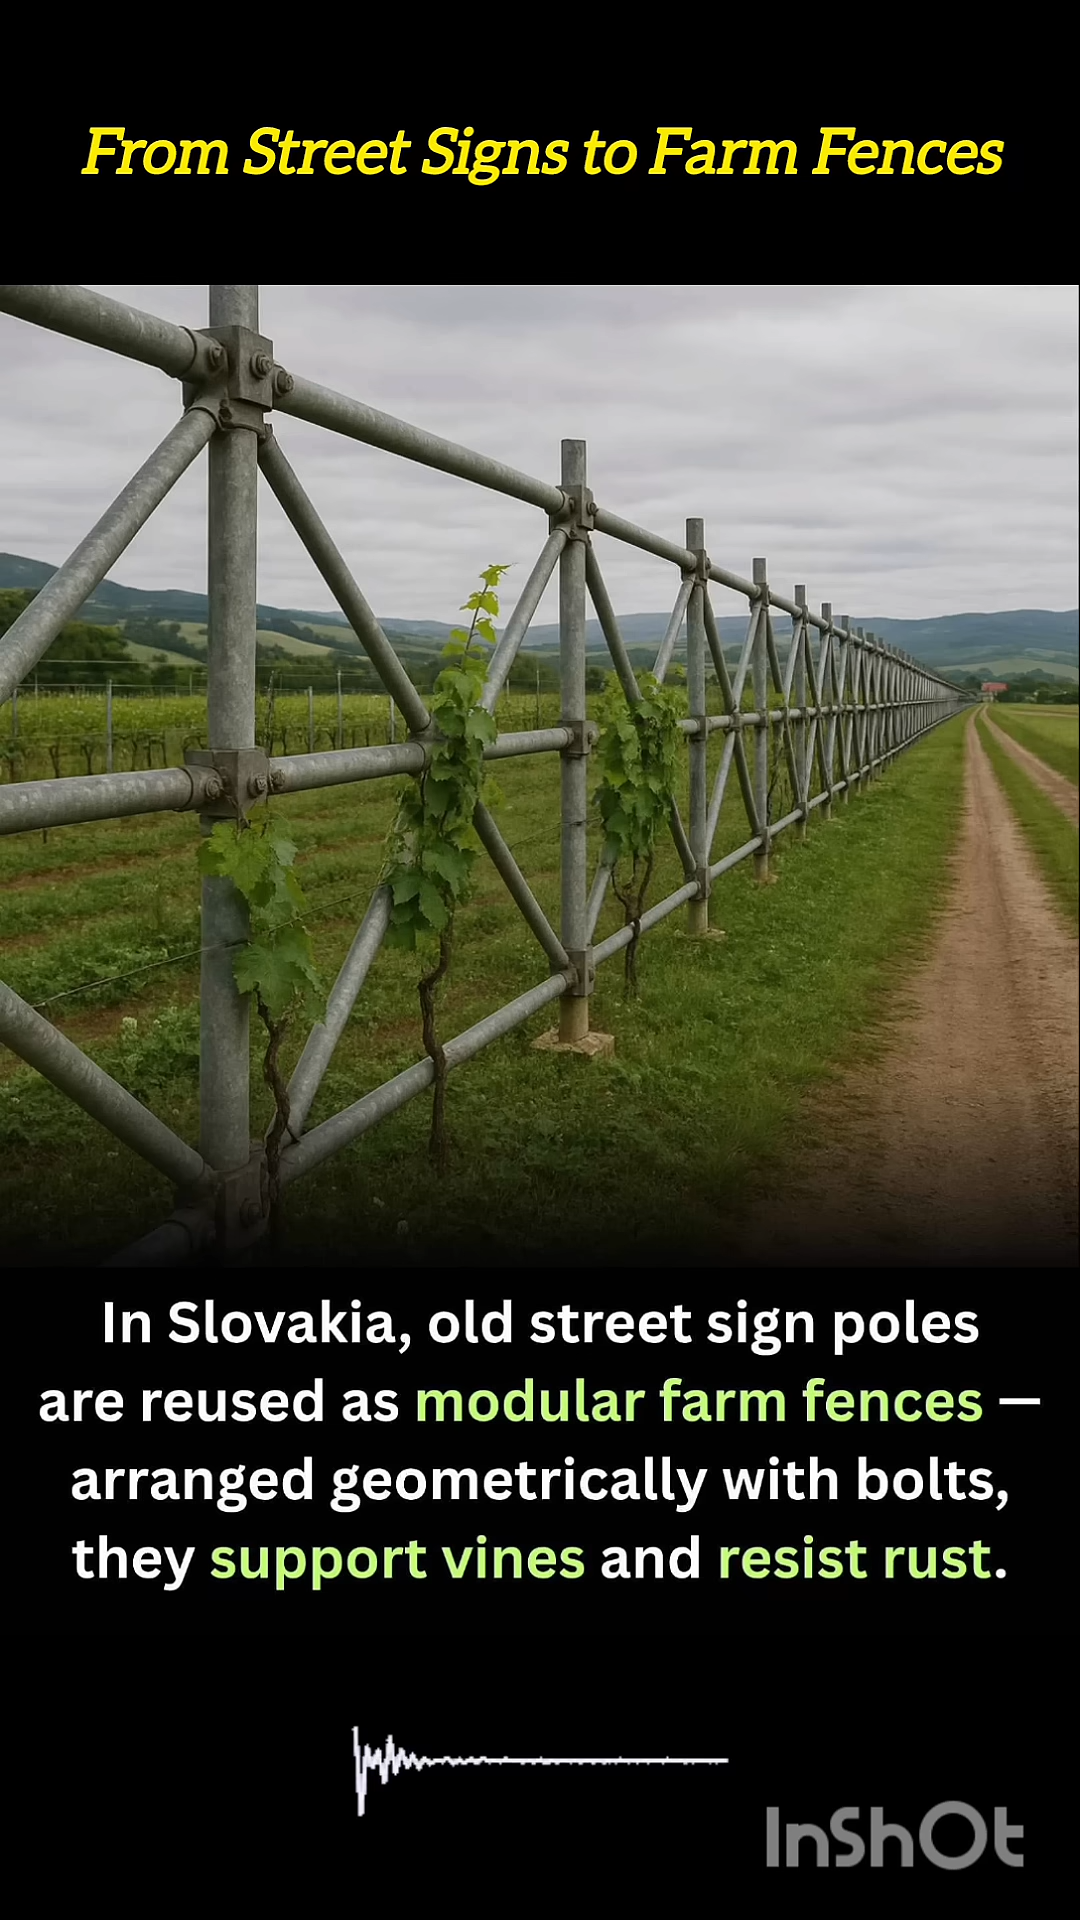 From Street Signs to Farm Fences
In Slovakia, old street sign poles
are reused as modular farm fences —
arranged geometrically with bolts,
they support vines and resist rust.
InShOt